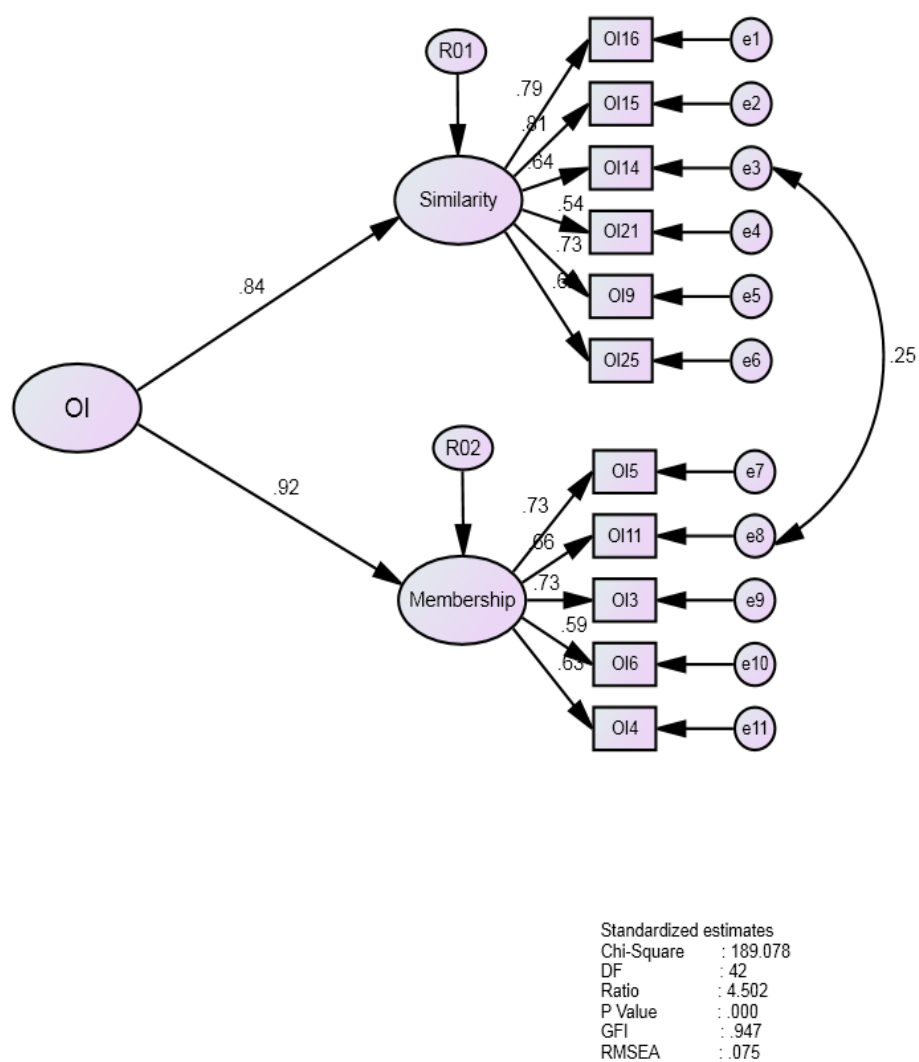 OI16
e1
R01
.79
OI15
e2
.81
.64
OI14
e3
Similarity
.54
OI21
e4
.73
OI9
e5
.84
OI25
e6
.25
OI
R02
OI5
e7
.92
.73
OI11
e8
.66
.73
OI3
e9
Membership
.59
OI6
e10
.63
OI4
e11
Standardized estimates
Chi-Square : 189.078
DF : 42
Ratio : 4.502
P Value : .000
GFI : .947
RMSEA : .075